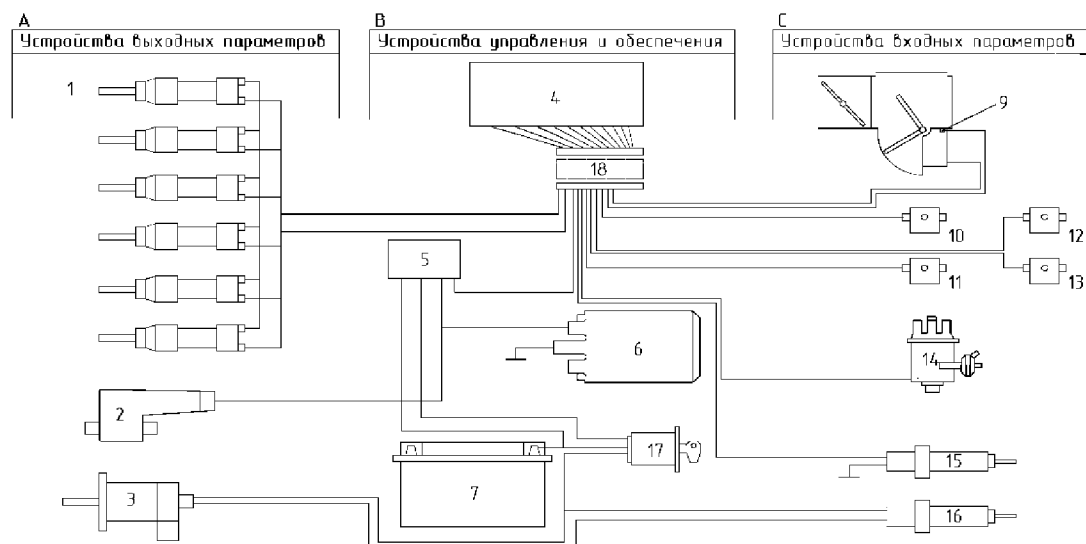 A
B
C
Устройства выходных параметров
Устройства управления и обеспечения
Устройства входных параметров
1
4
9
18
10
12
5
11
13
6
14
2
17
15
7
3
16